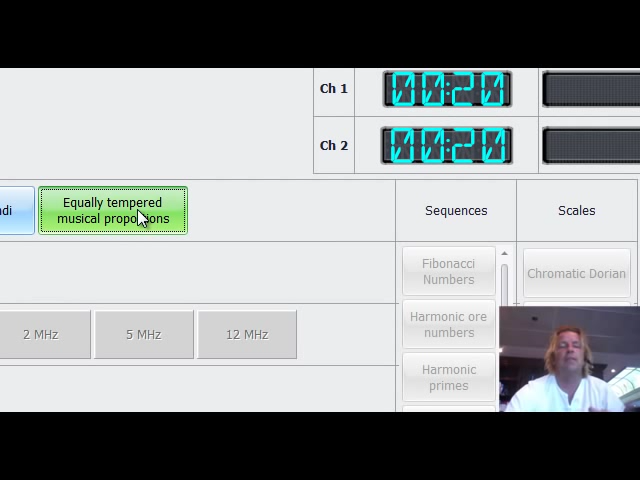 Ch 1
00:20
Ch 2
00:20
Equally tempered
musical proportions
Sequences
Scales
Fibonacci
Numbers
Chromatic Dorian
2 MHz
5 MHz
12 MHz
Harmonic ore
numbers
Harmonic
primes